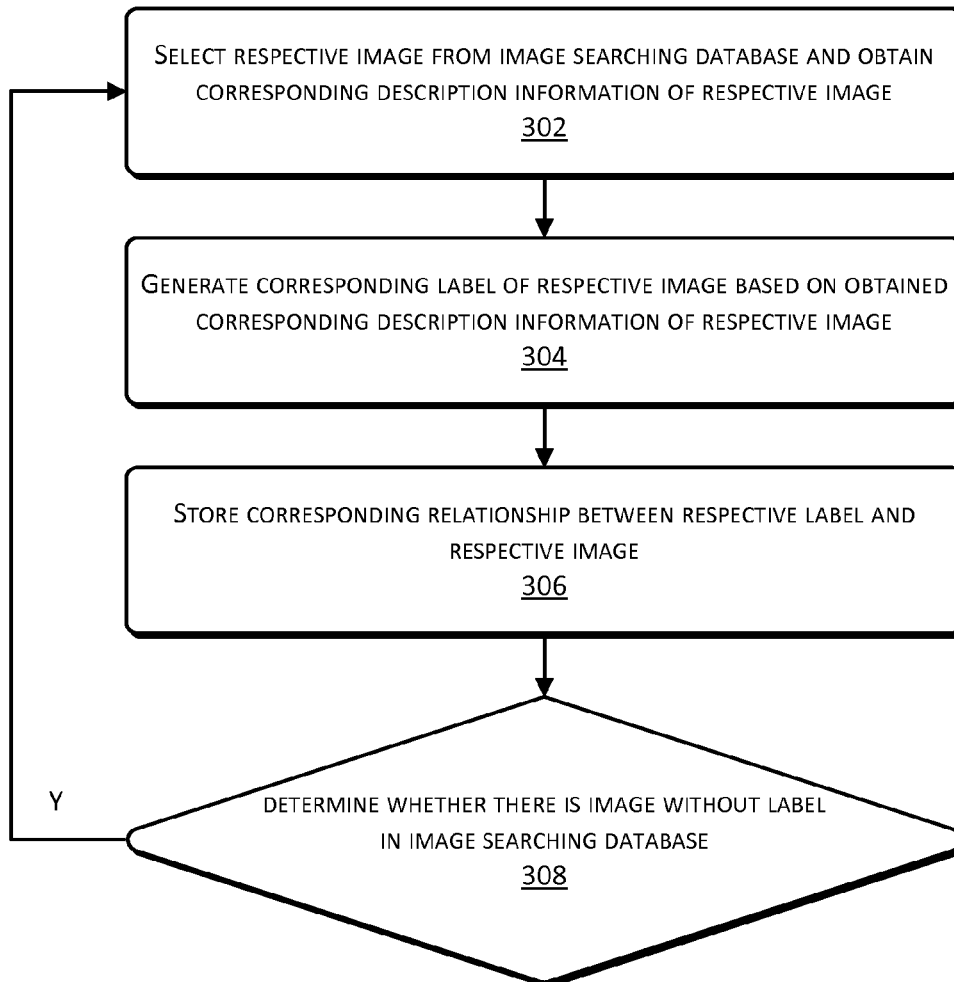 SELECT RESPECTIVE IMAGE FROM IMAGE SEARCHING DATABASE AND OBTAIN
CORRESPONDING DESCRIPTION INFORMATION OF RESPECTIVE IMAGE
302
GENERATE CORRESPONDING LABEL OF RESPECTIVE IMAGE BASED ON OBTAINED
CORRESPONDING DESCRIPTION INFORMATION OF RESPECTIVE IMAGE
304
STORE CORRESPONDING RELATIONSHIP BETWEEN RESPECTIVE LABEL AND
RESPECTIVE IMAGE
306
Y
DETERMINE WHETHER THERE IS IMAGE WITHOUT LABEL
IN IMAGE SEARCHING DATABASE
308